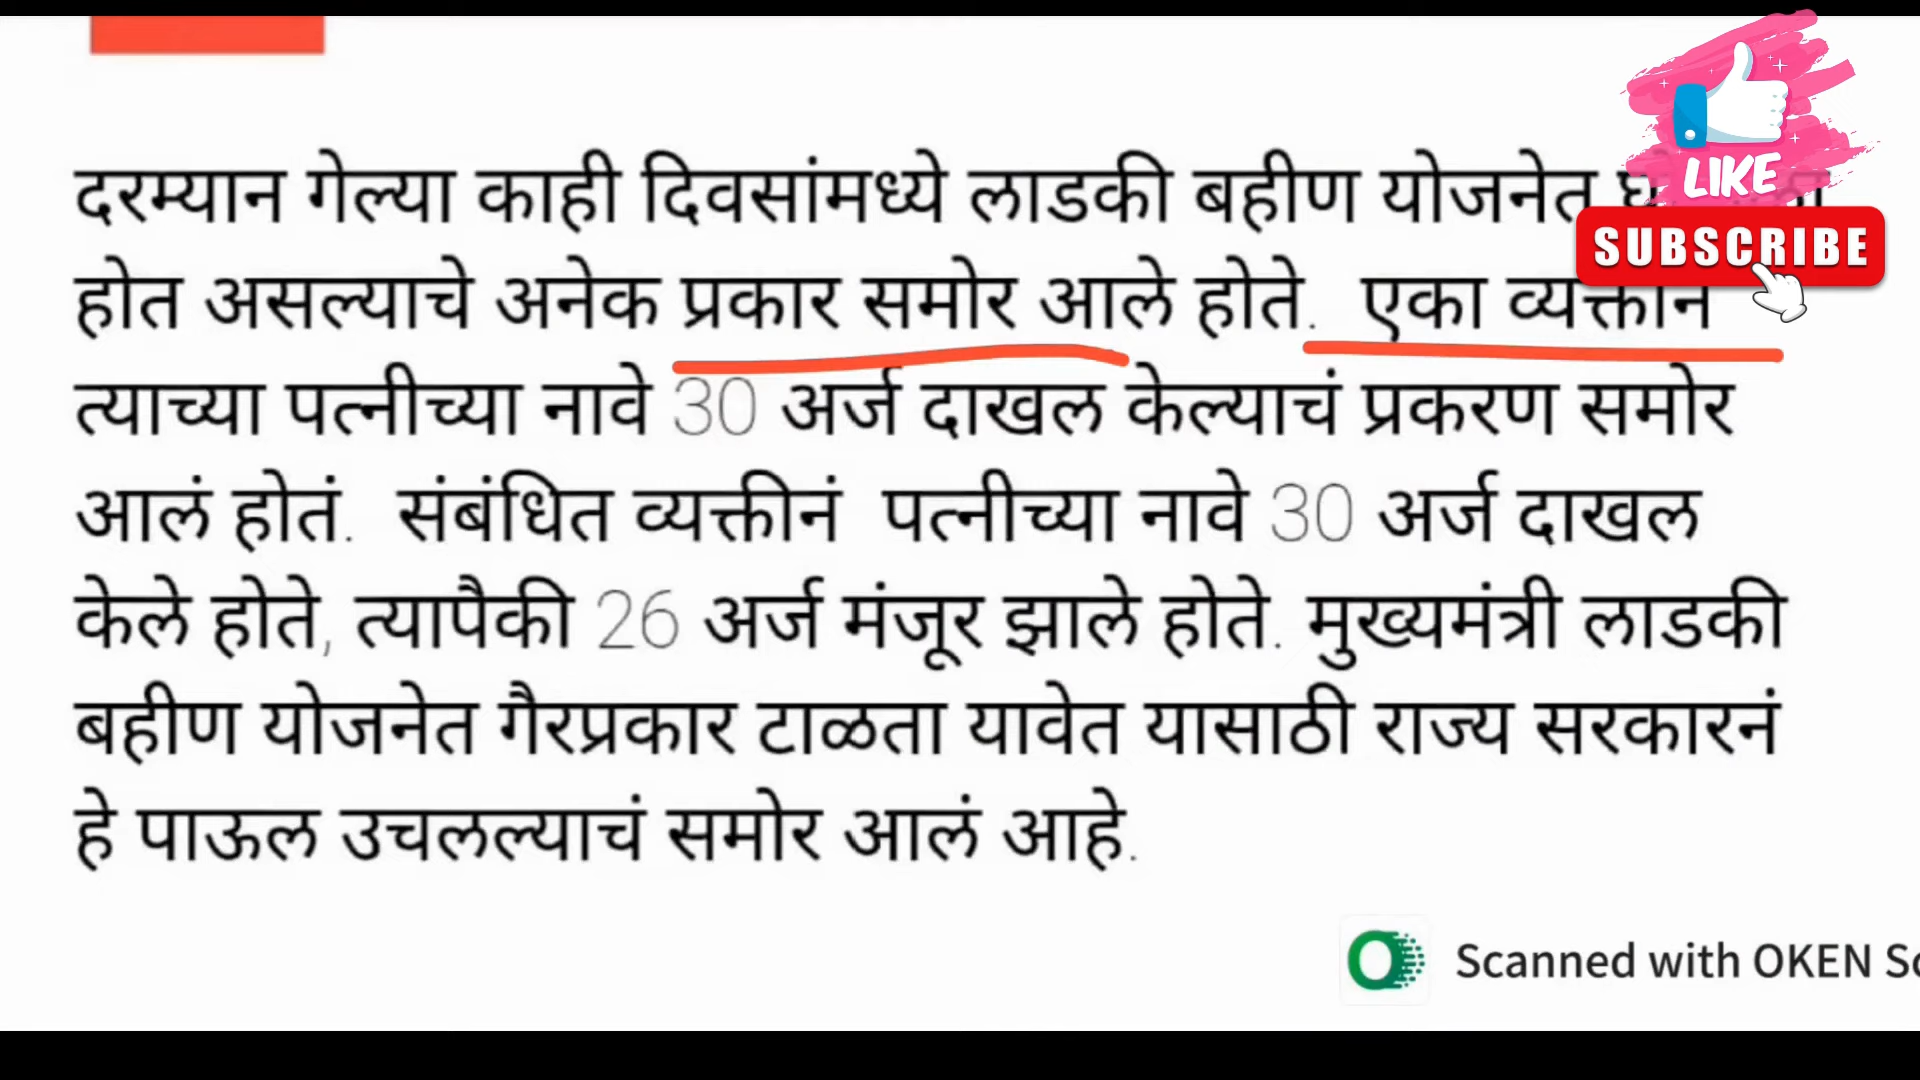 दरम्यान गेल्या काही दिवसांमध्ये लाडकी बहीण योजनेत
LIKE
SUBSCRIBE
होत असल्याचे अनेक प्रकार समोर आले होते. एका व्यक्तीनं
त्याच्या पत्नीच्या नावे 30 अर्ज दाखल केल्याचं प्रकरण समोर
आलं होतं. संबंधित व्यक्तीनं पत्नीच्या नावे 30 अर्ज दाखल
केले होते, त्यापैकी 26 अर्ज मंजूर झाले होते. मुख्यमंत्री लाडकी
बहीण योजनेत गैरप्रकार टाळता यावेत यासाठी राज्य सरकारनं
हे पाऊल उचलल्याचं समोर आलं आहे.
Scanned with OKEN Sc